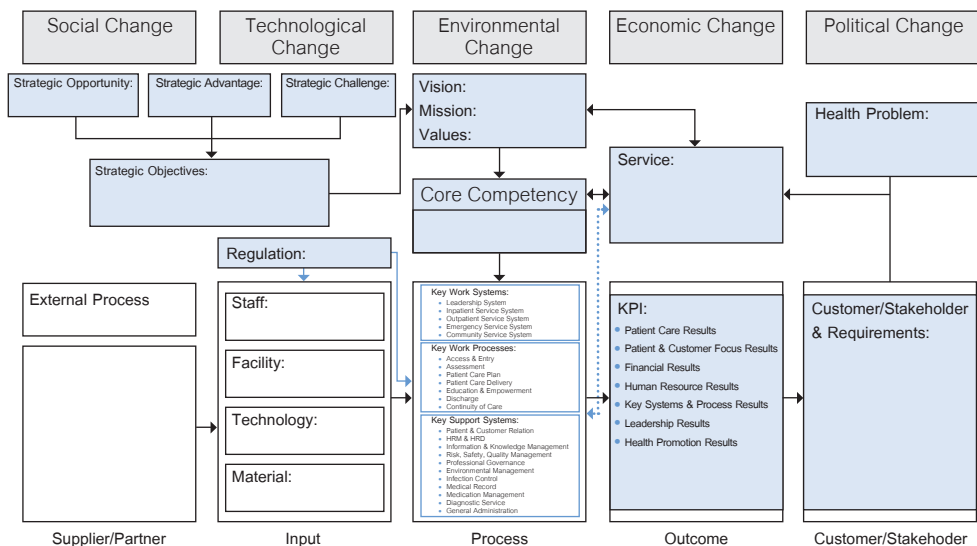 Social Change
Technological
Change
Environmental
Change
Economic Change
Political Change
Strategic Opportunity:
Strategic Advantage:
Strategic Challenge:
Strategic Objectives:
Vision:
Mission:
Values:
Core Competency
Service:
Health Problem:
Regulation:
External Process
Staff:
Facility:
Technology:
Material:
Key Work Systems:
Leadership System
Inpatient Service System
Outpatient Service System
Emergency Service System
Community Service System
Key Work Processes:
Access & Entry
Assessment
Patient Care Plan
Patient Care Delivery
Education & Empowerment
Discharge
Continuity of Care
Key Support Systems:
Patient & Customer Relation
HRM & HRD
Information & Knowledge Management
Risk, Safety, Quality Management
Professional Governance
Environmental Management
Infection Control
Medical Record
Medication Management
Diagnostic Service
General Administration
KPI:
Patient Care Results
Patient & Customer Focus Results
Financial Results
Human Resource Results
Key Systems & Process Results
Leadership Results
Health Promotion Results
Customer/Stakeholder
& Requirements:
Supplier/Partner
Input
Process
Outcome
Customer/Stakehoder